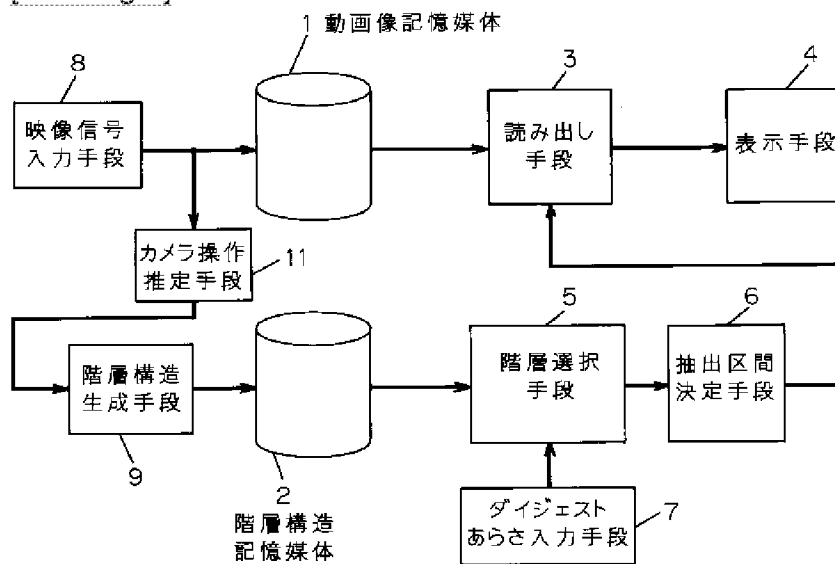 1 動画像記憶媒体
8
映像信号
入力手段
3
読み出し
手段
4
表示手段
カメラ操作
推定手段
11
階層構造
生成手段
9
2
階層構造
記憶媒体
5
階層選択
手段
6
抽出区間
決定手段
ダイジェスト
あらさ入力手段
7